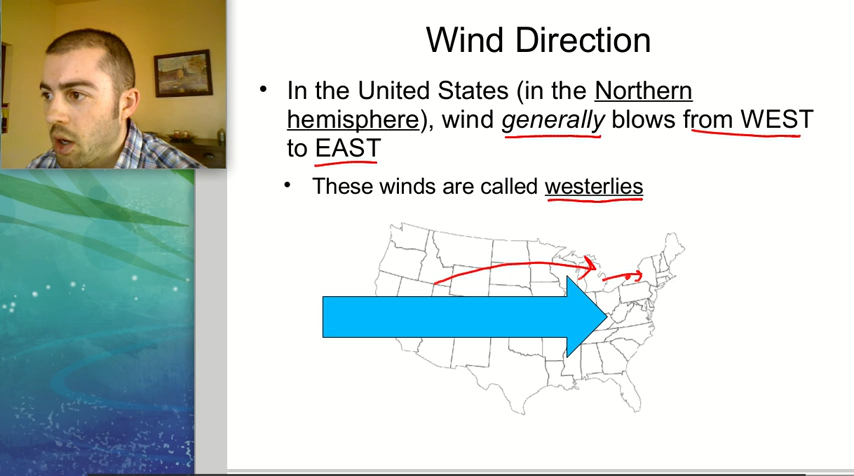 Wind Direction
• In the United States (in the Northern
hemisphere), wind generally blows from WEST
to EAST
• These winds are called westerlies